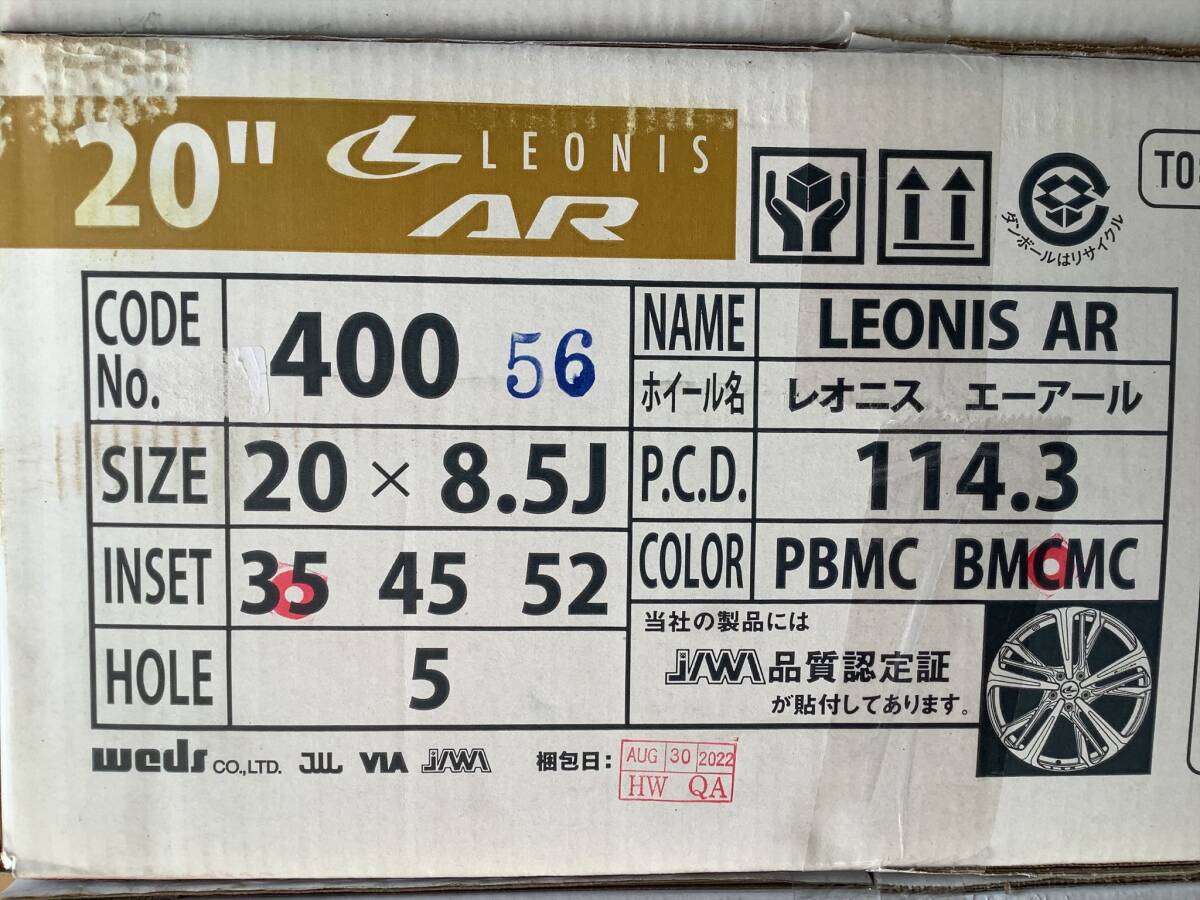 20" LEONIS
AR
ダンボールはリサイクル
CODE No. 400 56
NAME LEONIS AR
ホイール名 レオニス エーアール
SIZE 20 × 8.5J
P.C.D. 114.3
INSET 35 45 52
COLOR PBMC BMCMC
HOLE 5
当社の製品には
JAWA 品質認定証
が貼付してあります。
weds CO.,LTD. JWL VIA JAWA 梱包日:
AUG 30 2022
HW QA